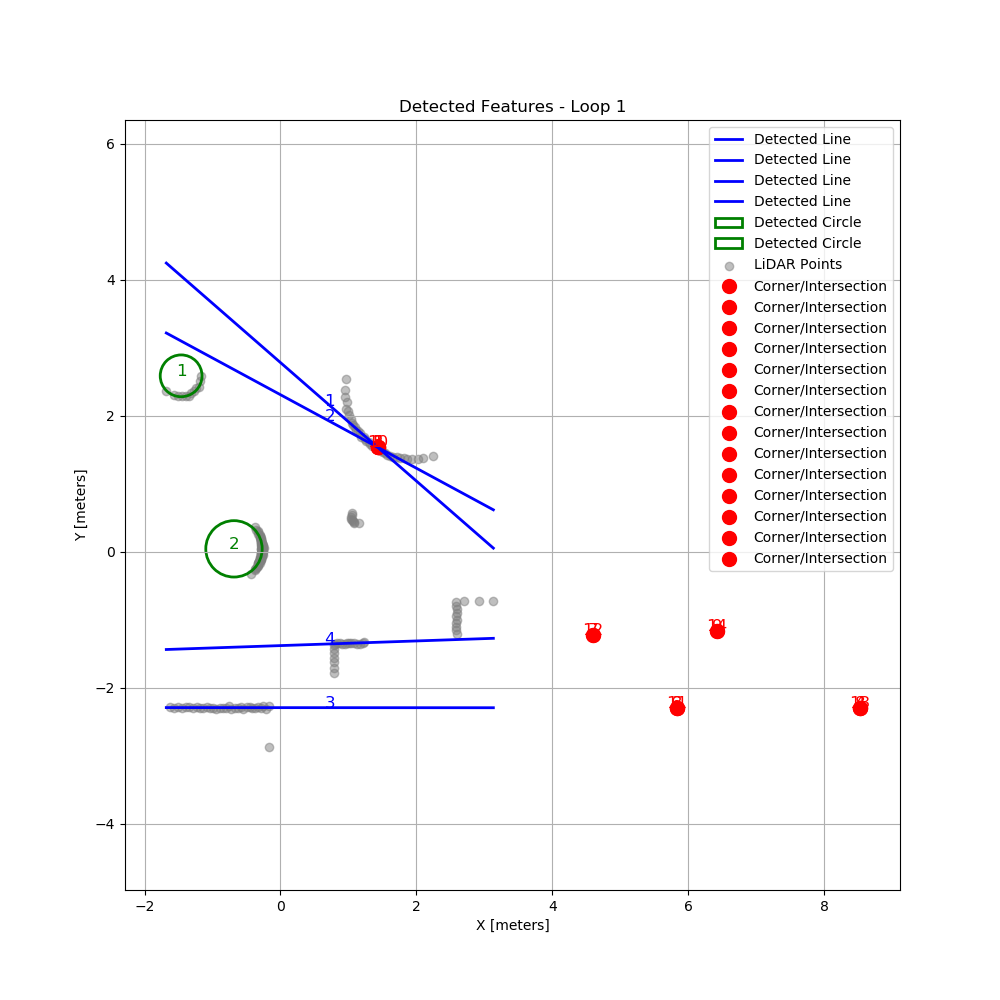 Detected Features - Loop 1
Detected Line
Detected Line
Detected Line
Detected Line
Detected Circle
Detected Circle
LiDAR Points
Corner/Intersection
Corner/Intersection
Corner/Intersection
Corner/Intersection
Corner/Intersection
Corner/Intersection
Corner/Intersection
Corner/Intersection
Corner/Intersection
Corner/Intersection
Corner/Intersection
Corner/Intersection
Corner/Intersection
Corner/Intersection
6
4
2
0
−2
−4
Y [meters]
1
1
2
2
4
3
14
−2
0
2
4
6
8
X [meters]